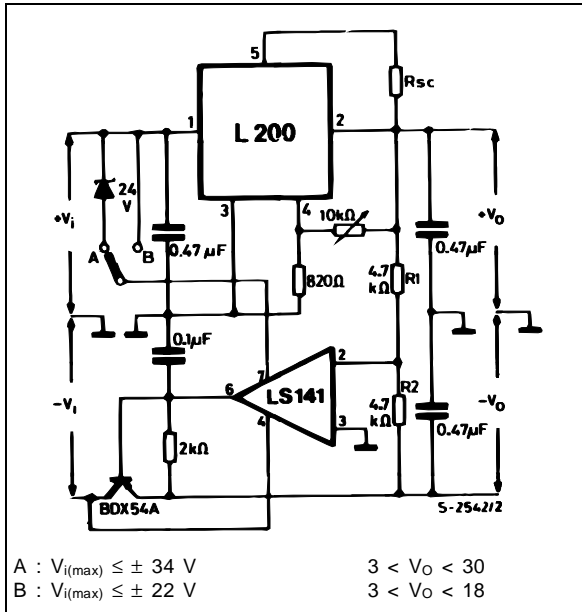 5
Rsc
1
L 200
2
3
4
24
V
+Vi
A
B
0.47 µF
10kΩ
+Vo
0.47µF
820Ω
4.7
kΩ
R1
0.1µF
7
2
6
LS141
-Vi
4
3
R2
4.7
kΩ
-Vo
0.47µF
2kΩ
BDX54A
S-2542/2
A : Vi(max) ≤ ± 34 V 3 < VO < 30
B : Vi(max) ≤ ± 22 V 3 < VO < 18